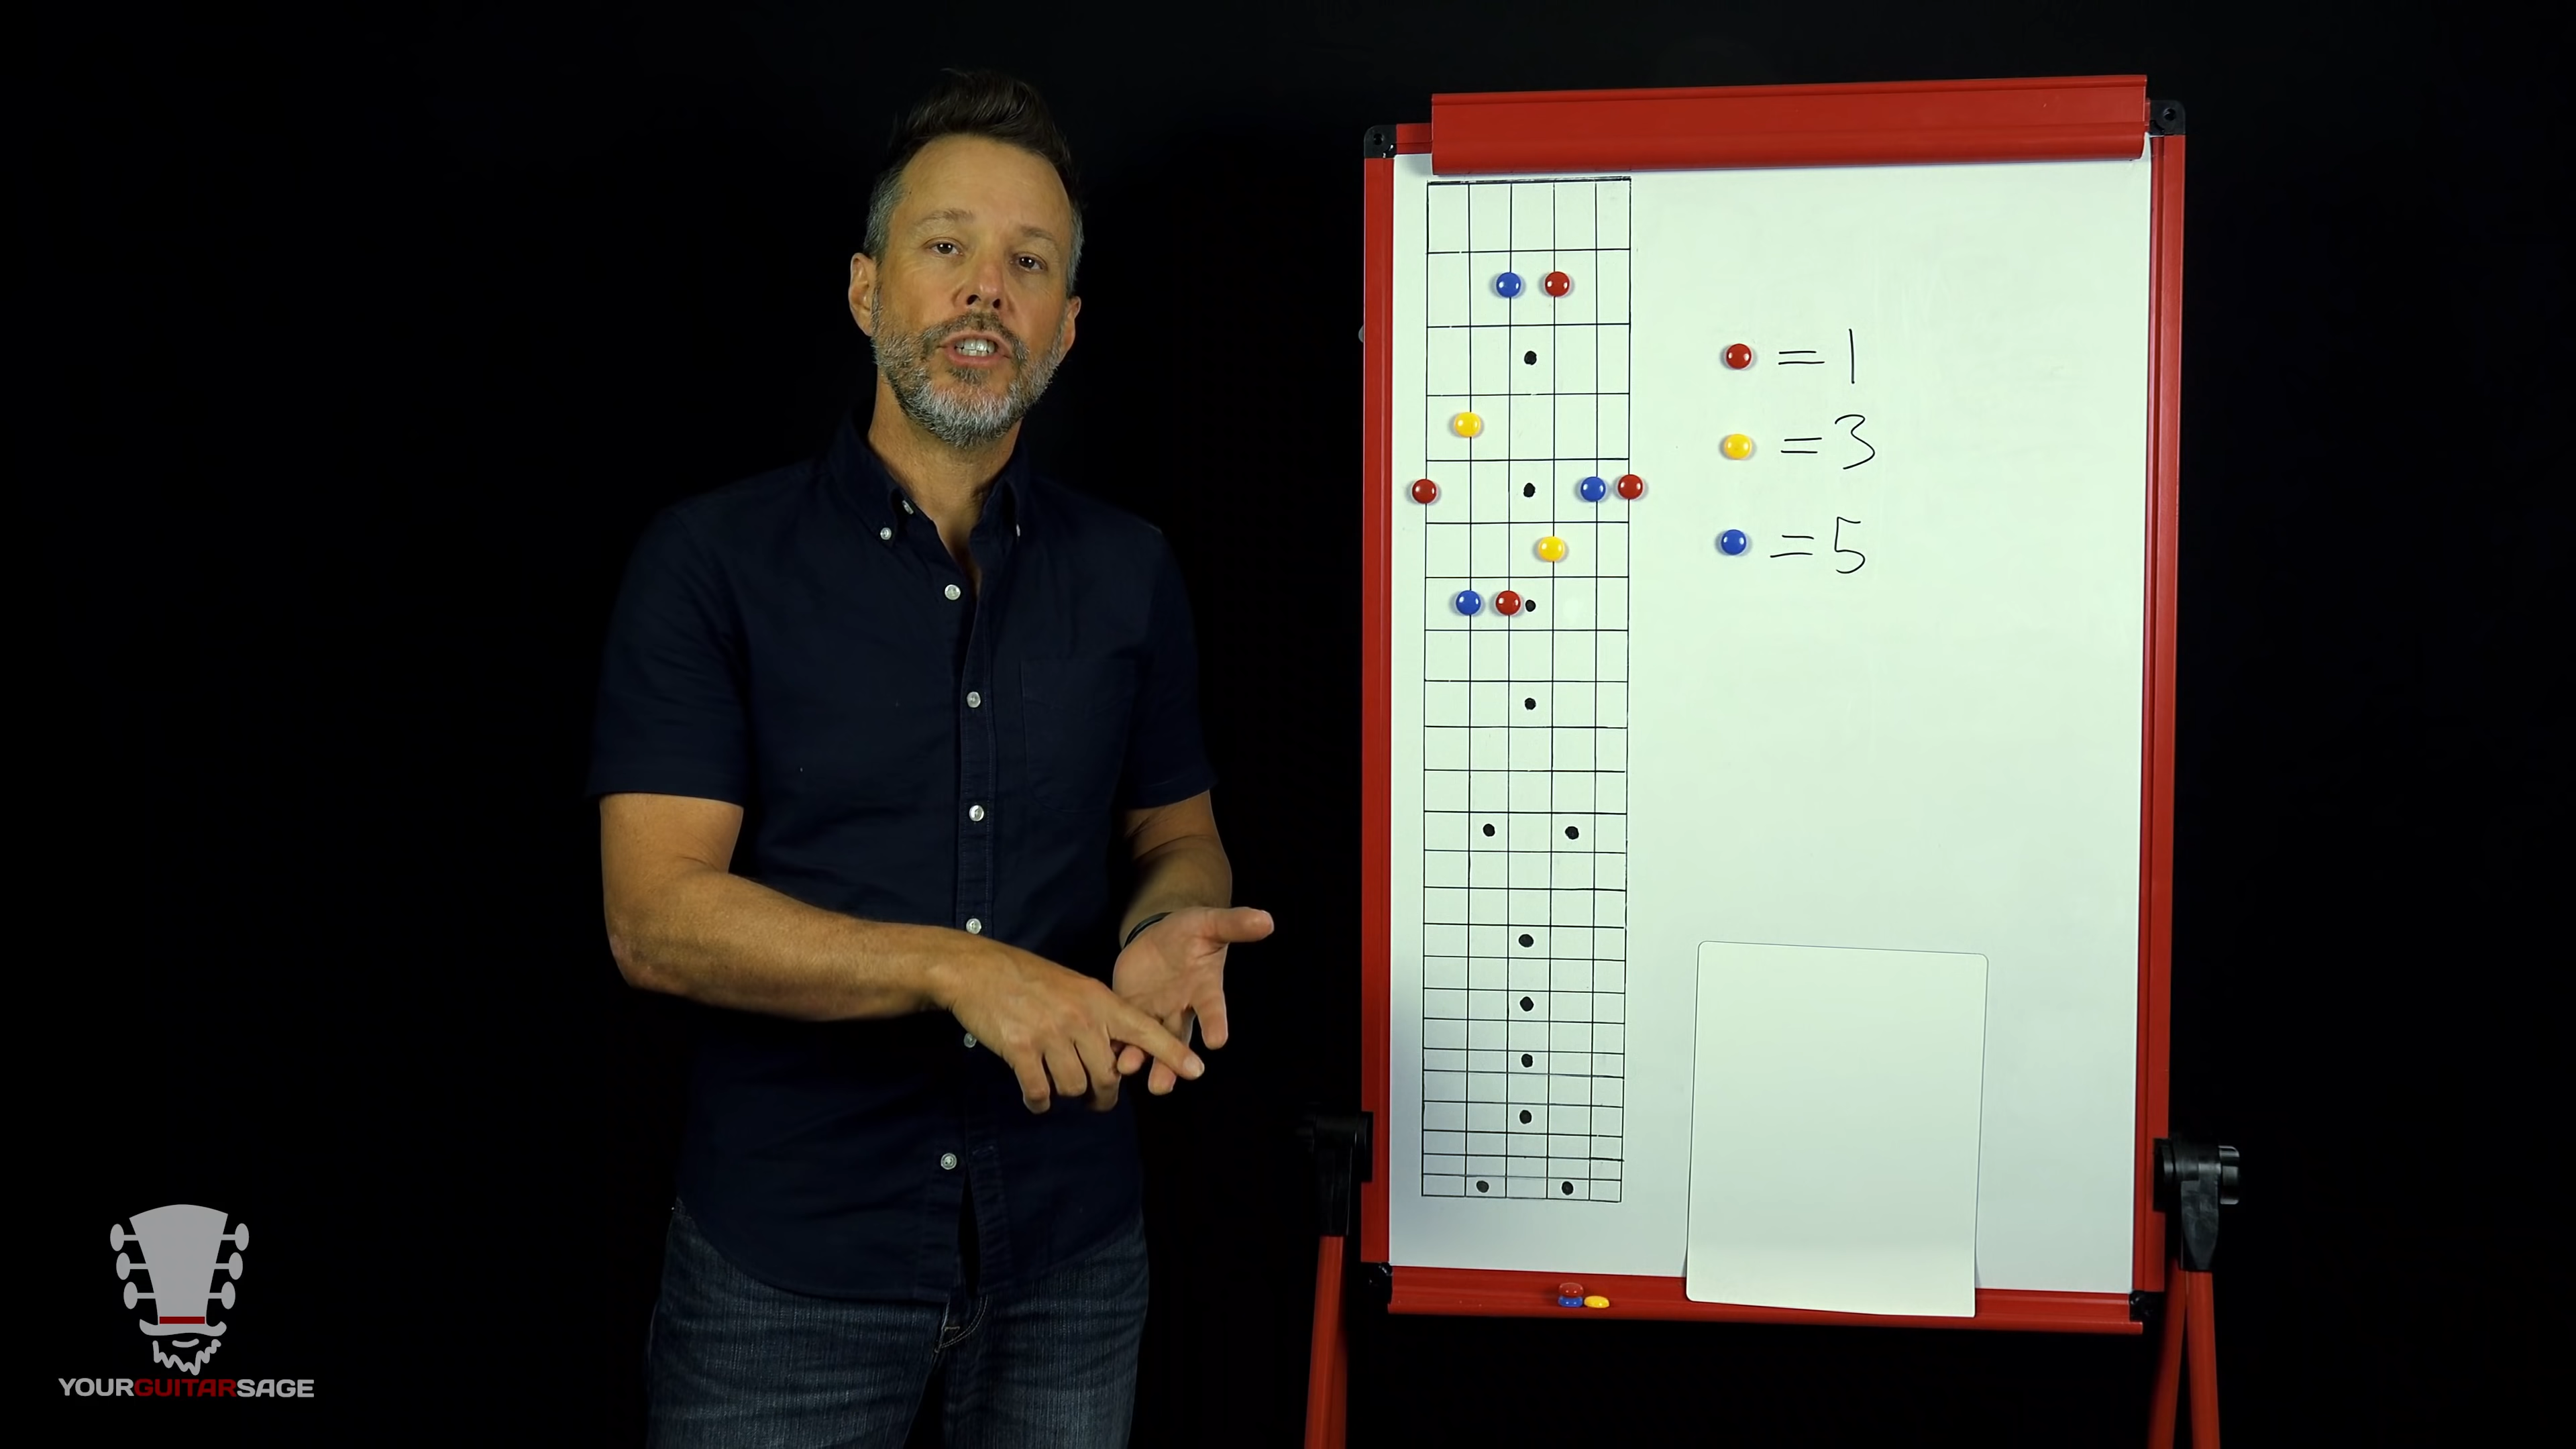 = 1
= 3
= 5
YOURGUITARSAGE